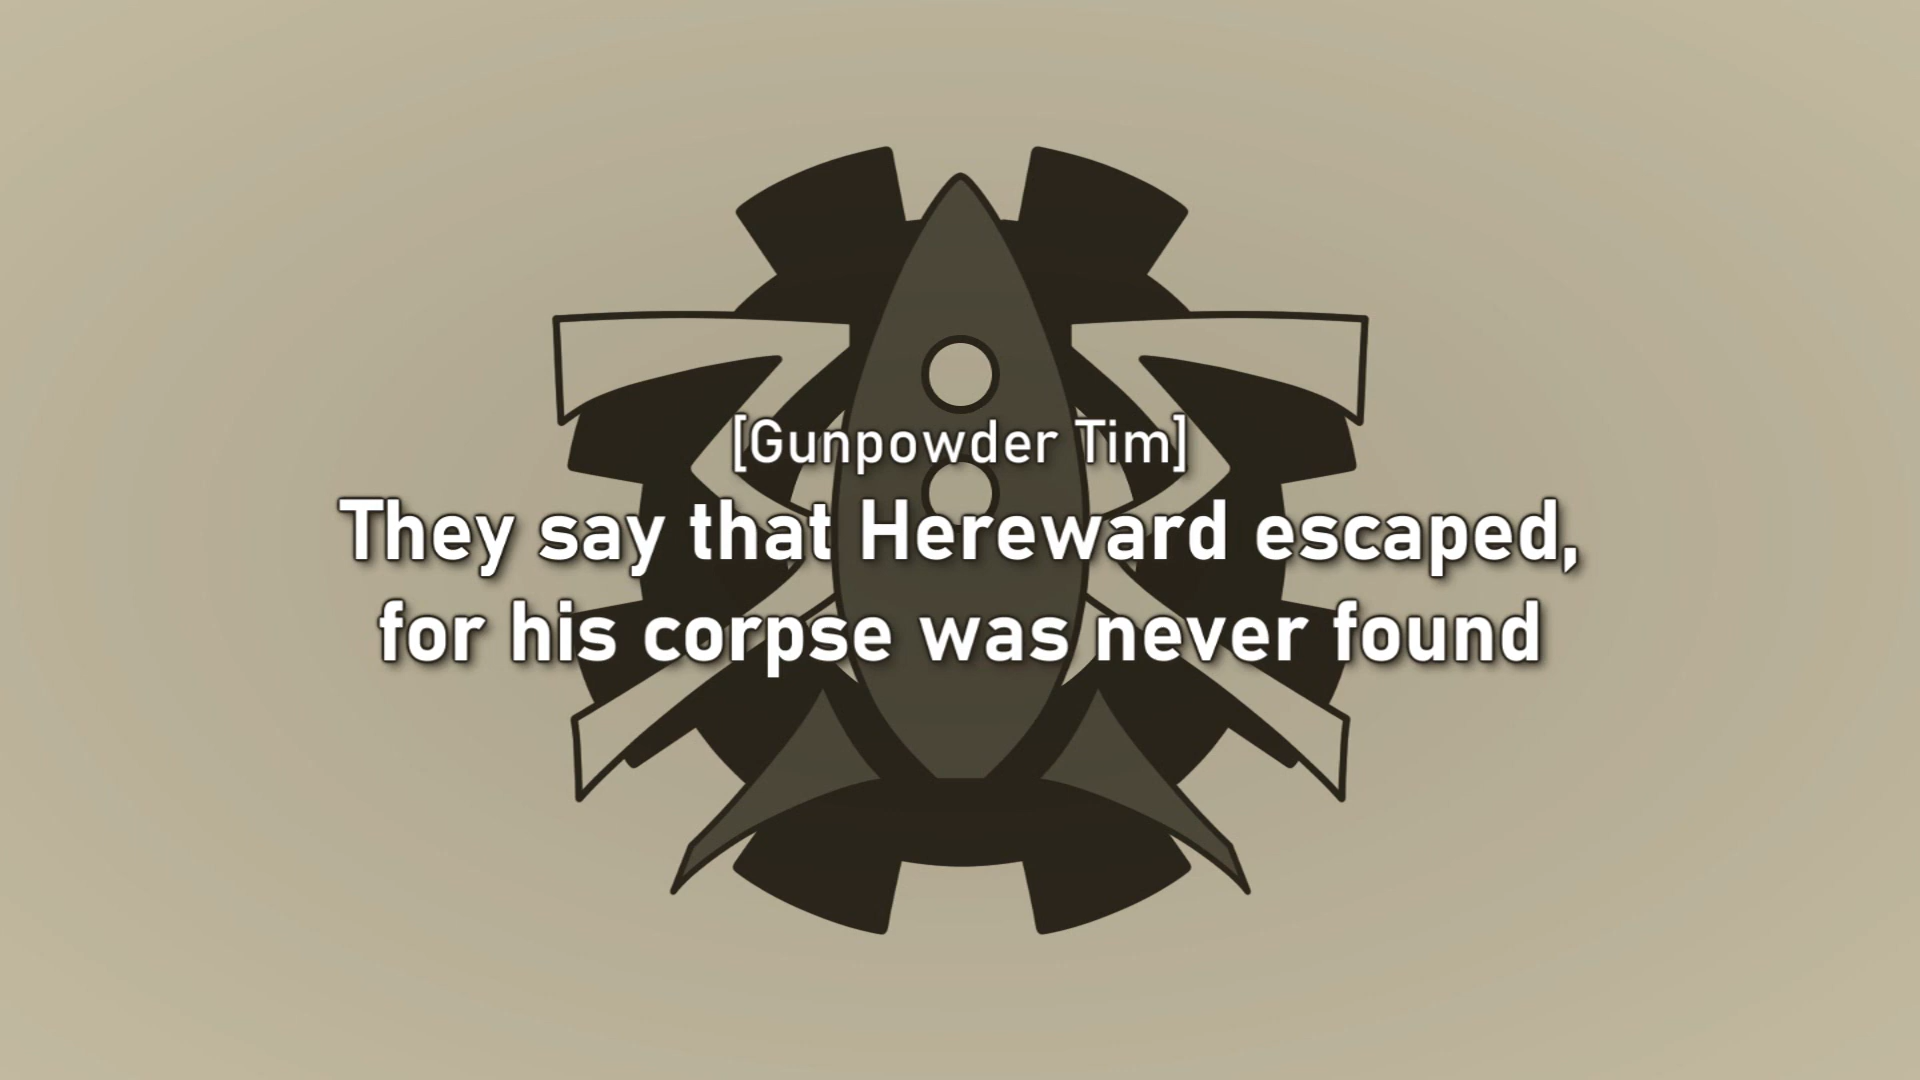 [Gunpowder Tim]
They say that Hereward escaped,
for his corpse was never found